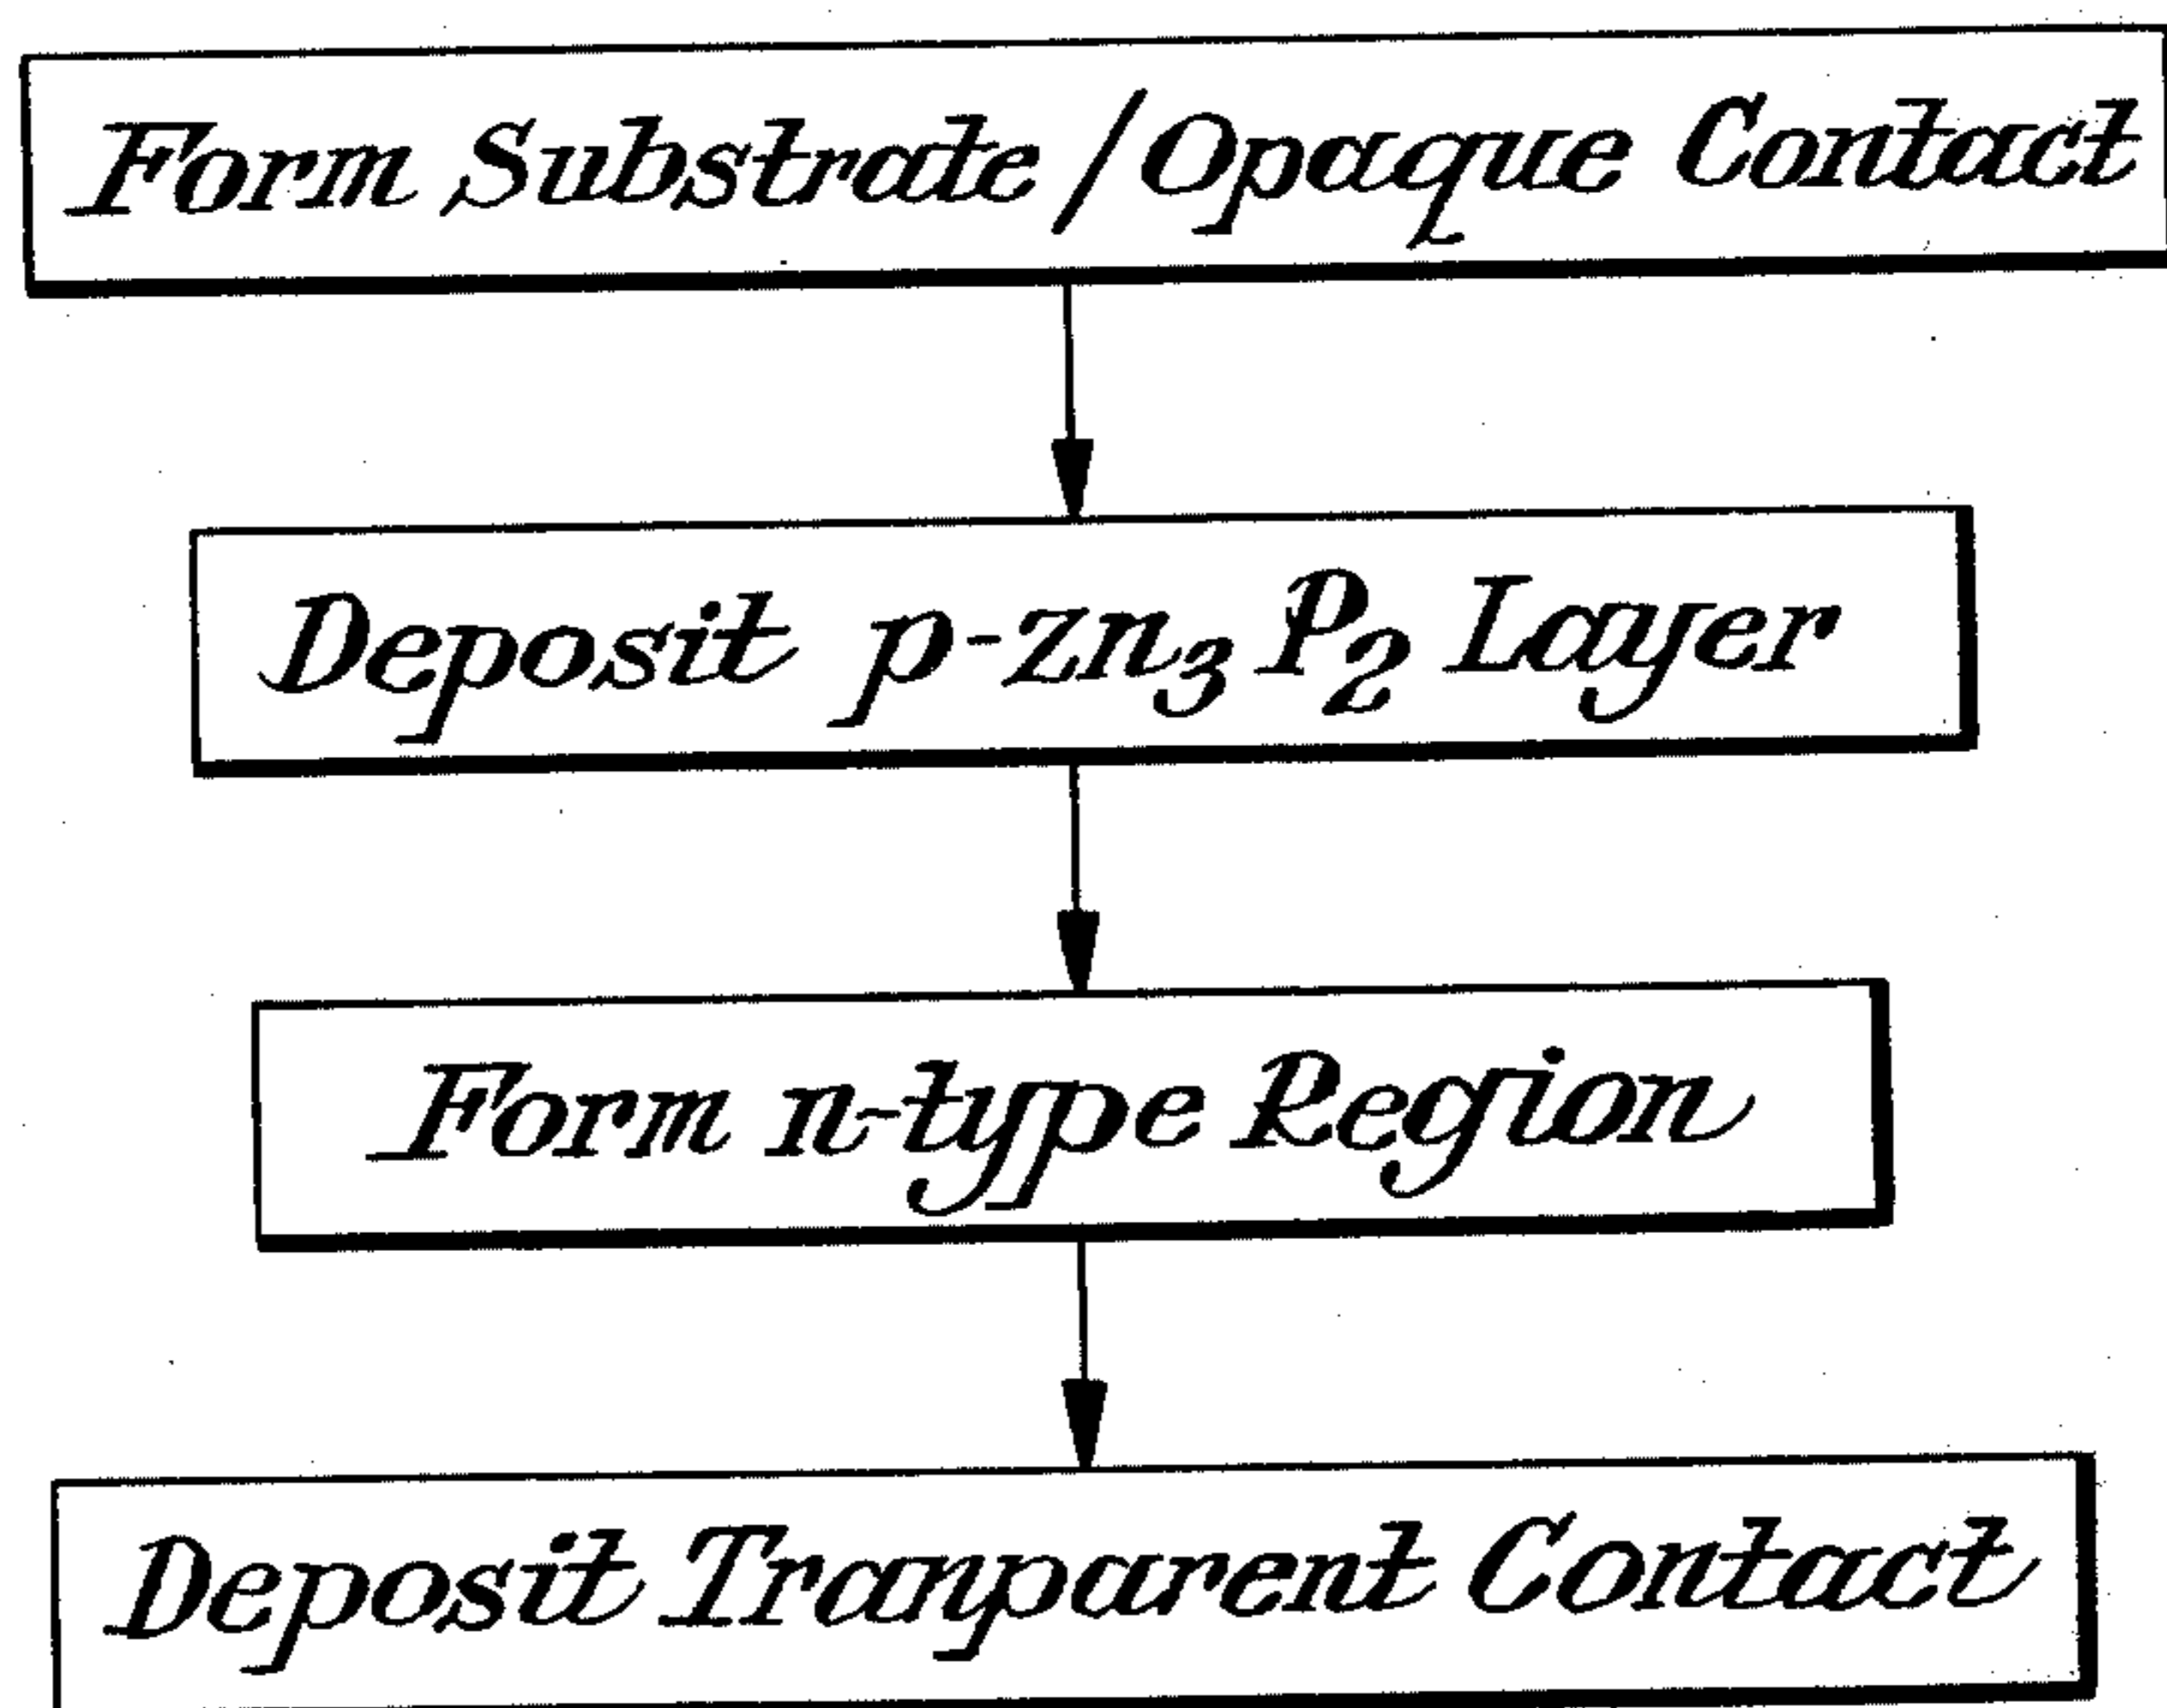 Form Substrate/Opaque Contact
Deposit p-zn₃P₂ Layer
Form n-type Region
Deposit Tranparent Contact